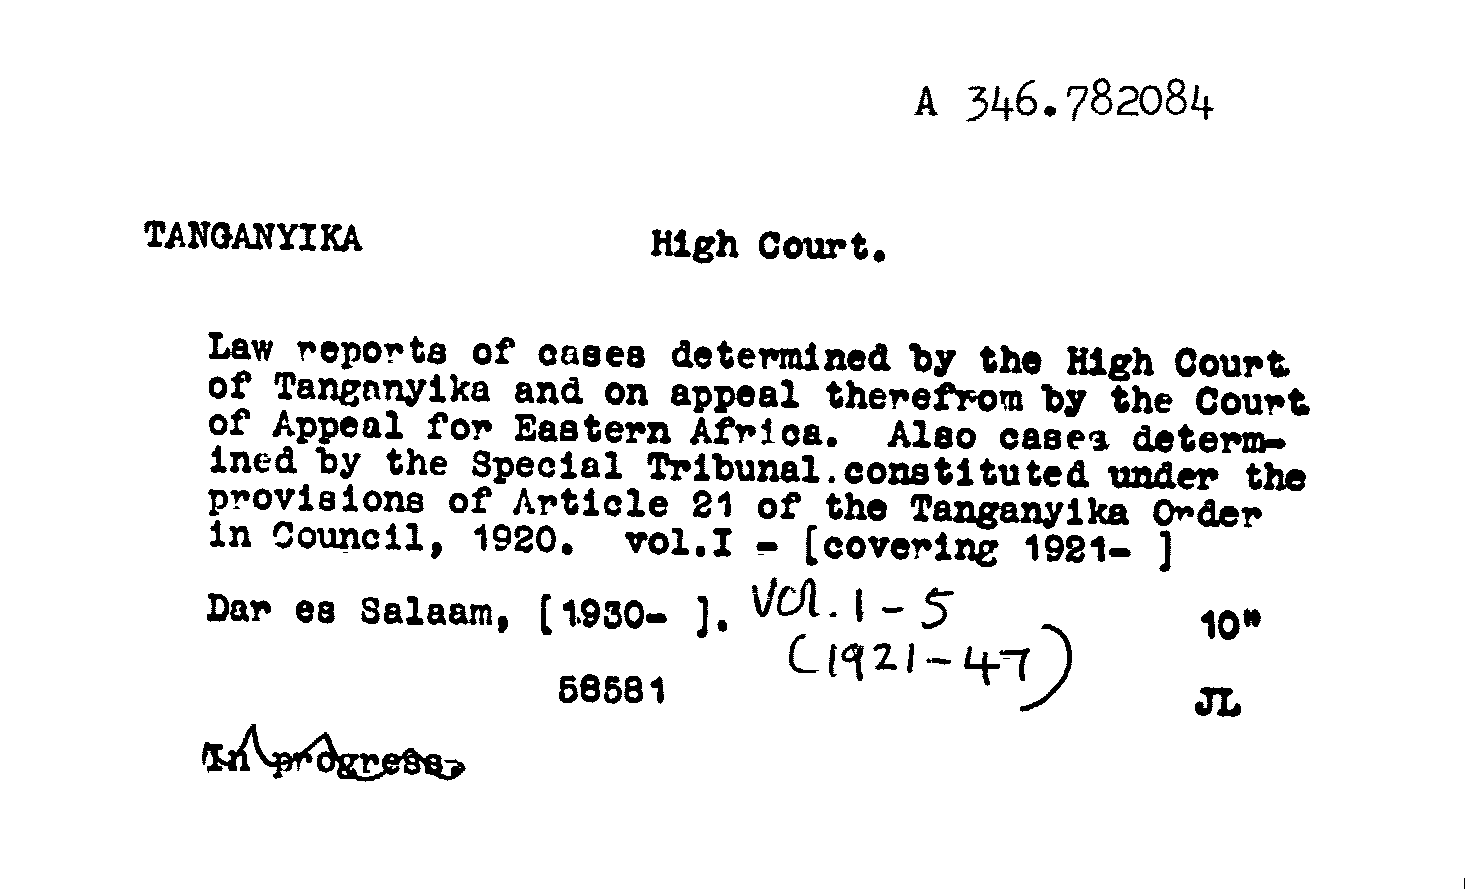 A 346.782084
TANGANYIKA High Court.
Law reports of cases determined by the High Court
of Tanganyika and on appeal therefrom by the Court
of Appeal for Eastern Africa. Also cases determ-
ined by the Special Tribunal.constituted under the
provisions of Article 21 of the Tanganyika Order
in Council, 1920. vol.I - [covering 1921- ]
Dar es Salaam, [1930- ]. Vol. 1-5 10"
(1921-47)
58581 JL
In progress.